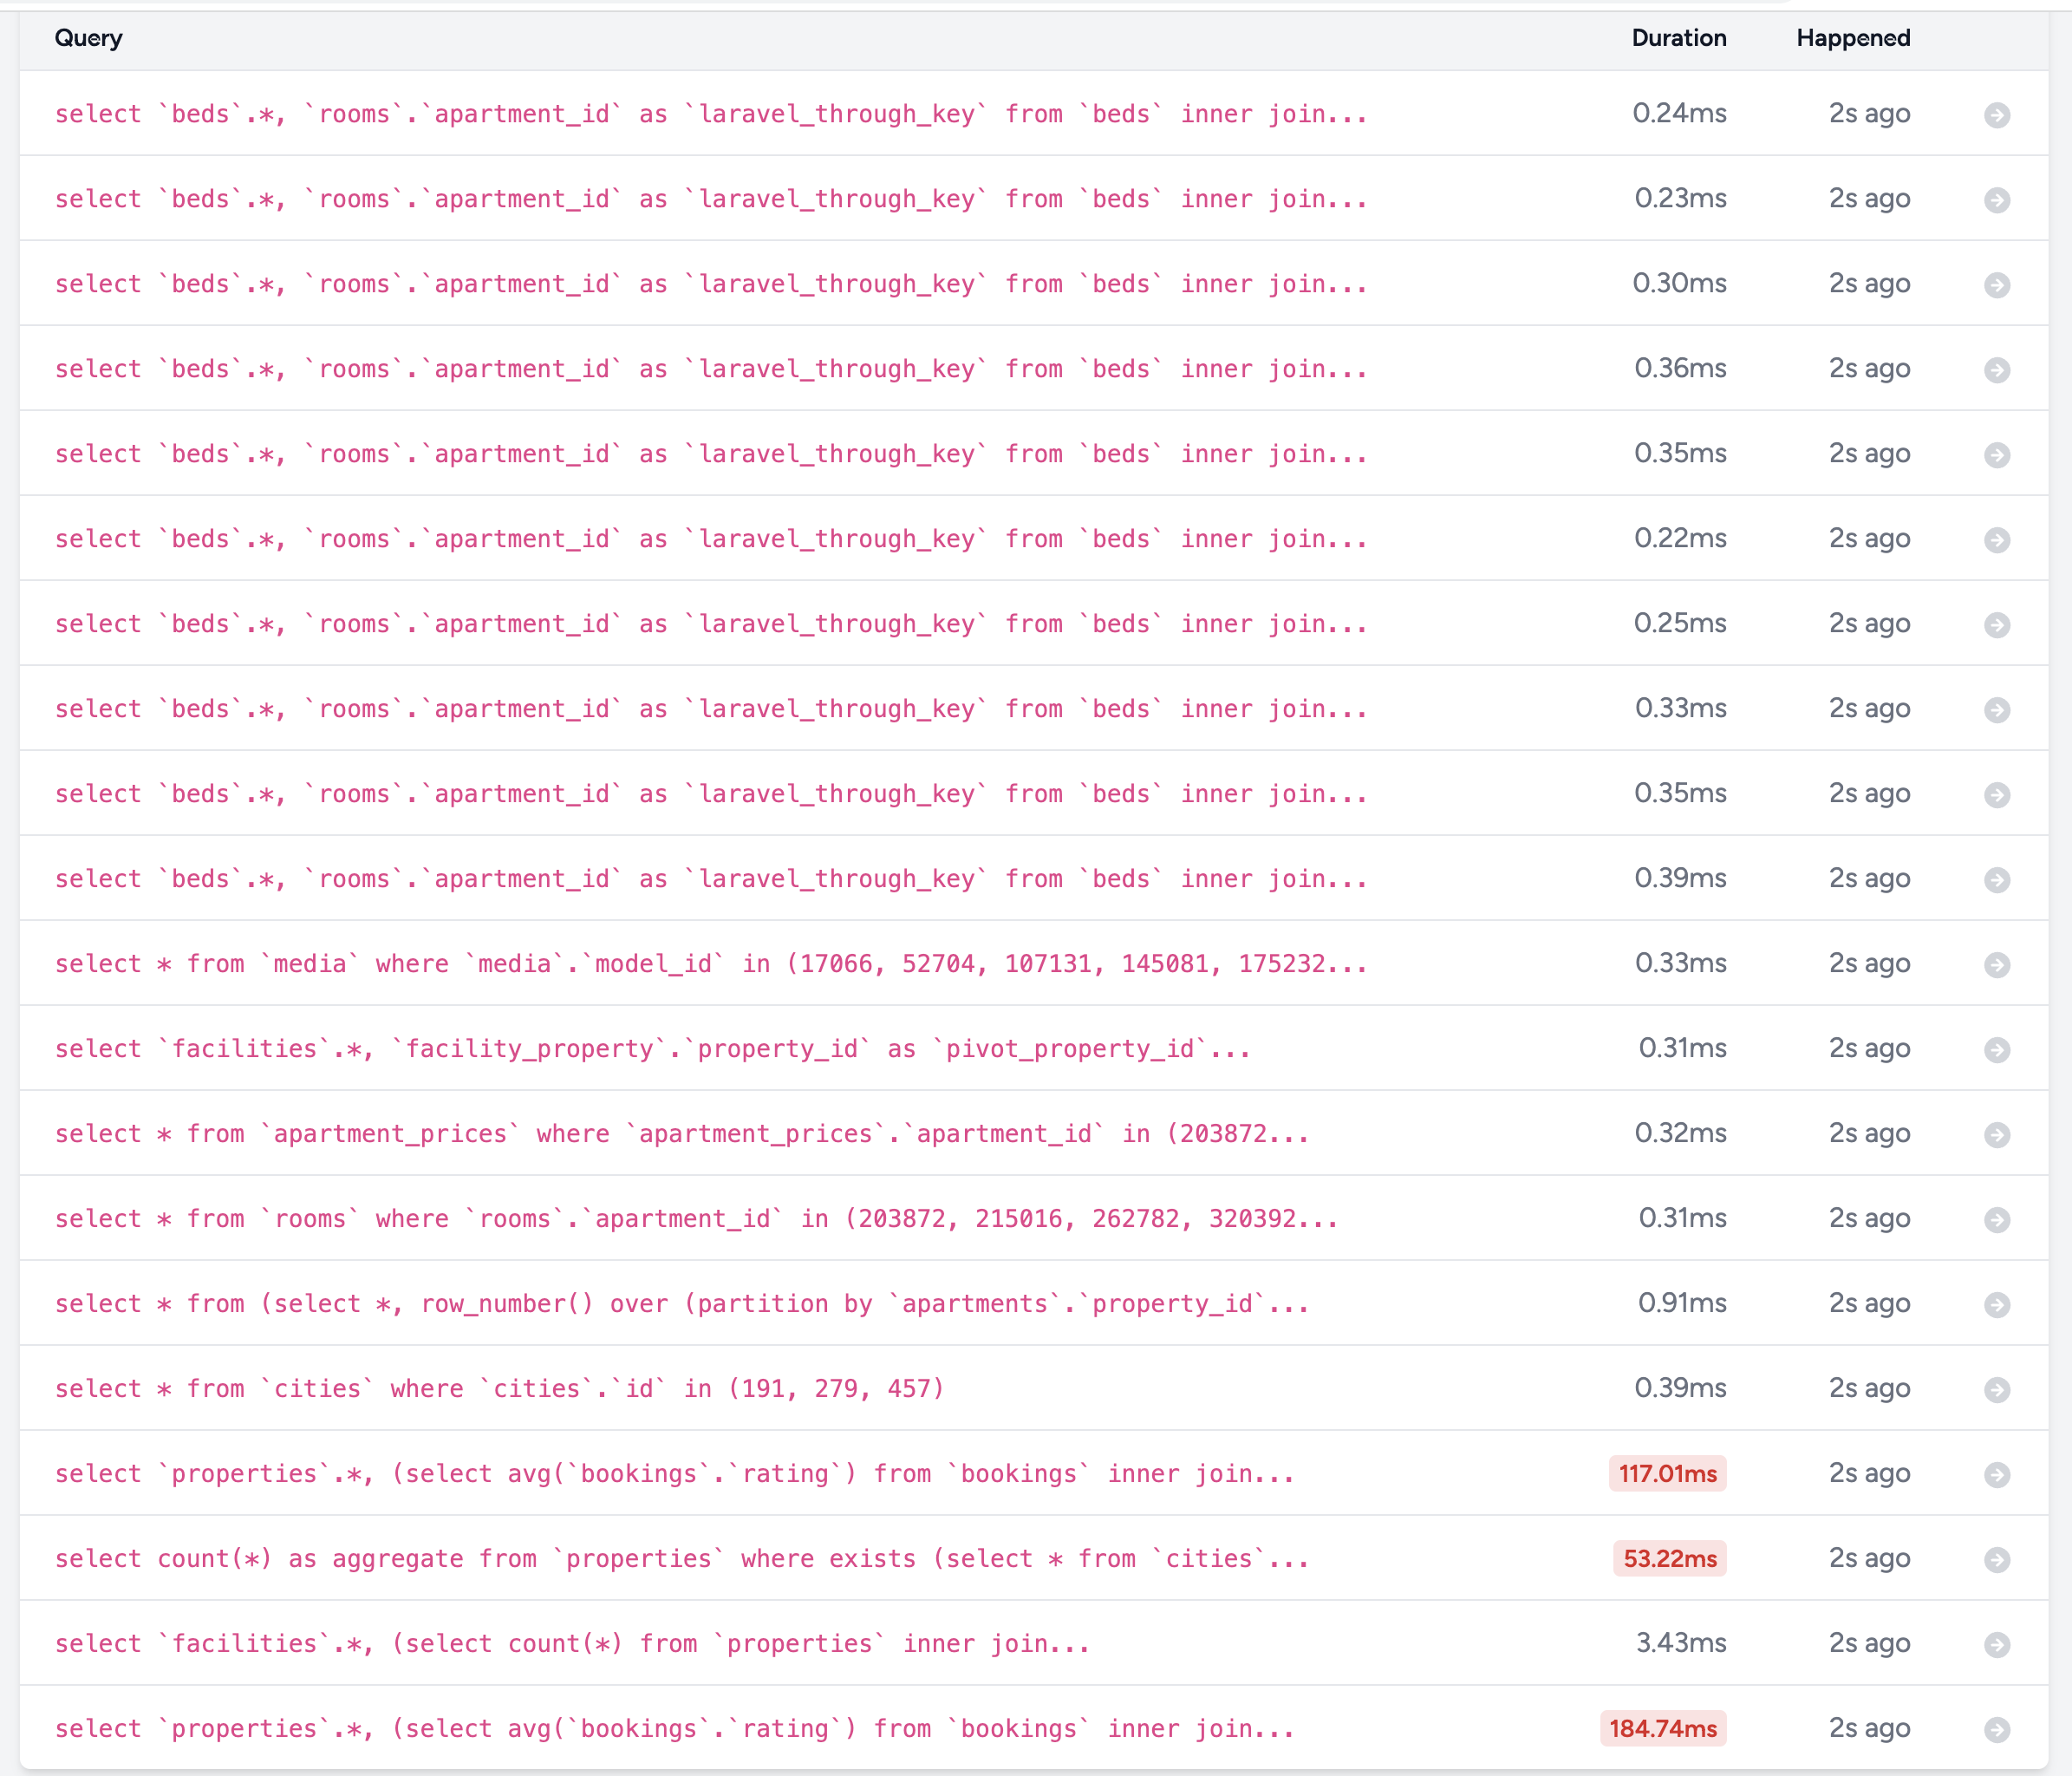 Query Duration Happened
select `beds`.*, `rooms`.`apartment_id` as `laravel_through_key` from `beds` inner join... 0.24ms 2s ago
select `beds`.*, `rooms`.`apartment_id` as `laravel_through_key` from `beds` inner join... 0.23ms 2s ago
select `beds`.*, `rooms`.`apartment_id` as `laravel_through_key` from `beds` inner join... 0.30ms 2s ago
select `beds`.*, `rooms`.`apartment_id` as `laravel_through_key` from `beds` inner join... 0.36ms 2s ago
select `beds`.*, `rooms`.`apartment_id` as `laravel_through_key` from `beds` inner join... 0.35ms 2s ago
select `beds`.*, `rooms`.`apartment_id` as `laravel_through_key` from `beds` inner join... 0.22ms 2s ago
select `beds`.*, `rooms`.`apartment_id` as `laravel_through_key` from `beds` inner join... 0.25ms 2s ago
select `beds`.*, `rooms`.`apartment_id` as `laravel_through_key` from `beds` inner join... 0.33ms 2s ago
select `beds`.*, `rooms`.`apartment_id` as `laravel_through_key` from `beds` inner join... 0.35ms 2s ago
select `beds`.*, `rooms`.`apartment_id` as `laravel_through_key` from `beds` inner join... 0.39ms 2s ago
select * from `media` where `media`.`model_id` in (17066, 52704, 107131, 145081, 175232... 0.33ms 2s ago
select `facilities`.*, `facility_property`.`property_id` as `pivot_property_id`... 0.31ms 2s ago
select * from `apartment_prices` where `apartment_prices`.`apartment_id` in (203872... 0.32ms 2s ago
select * from `rooms` where `rooms`.`apartment_id` in (203872, 215016, 262782, 320392... 0.31ms 2s ago
select * from (select *, row_number() over (partition by `apartments`.`property_id`... 0.91ms 2s ago
select * from `cities` where `cities`.`id` in (191, 279, 457) 0.39ms 2s ago
select `properties`.*, (select avg(`bookings`.`rating`) from `bookings` inner join... 117.01ms 2s ago
select count(*) as aggregate from `properties` where exists (select * from `cities`... 53.22ms 2s ago
select `facilities`.*, (select count(*) from `properties` inner join... 3.43ms 2s ago
select `properties`.*, (select avg(`bookings`.`rating`) from `bookings` inner join... 184.74ms 2s ago